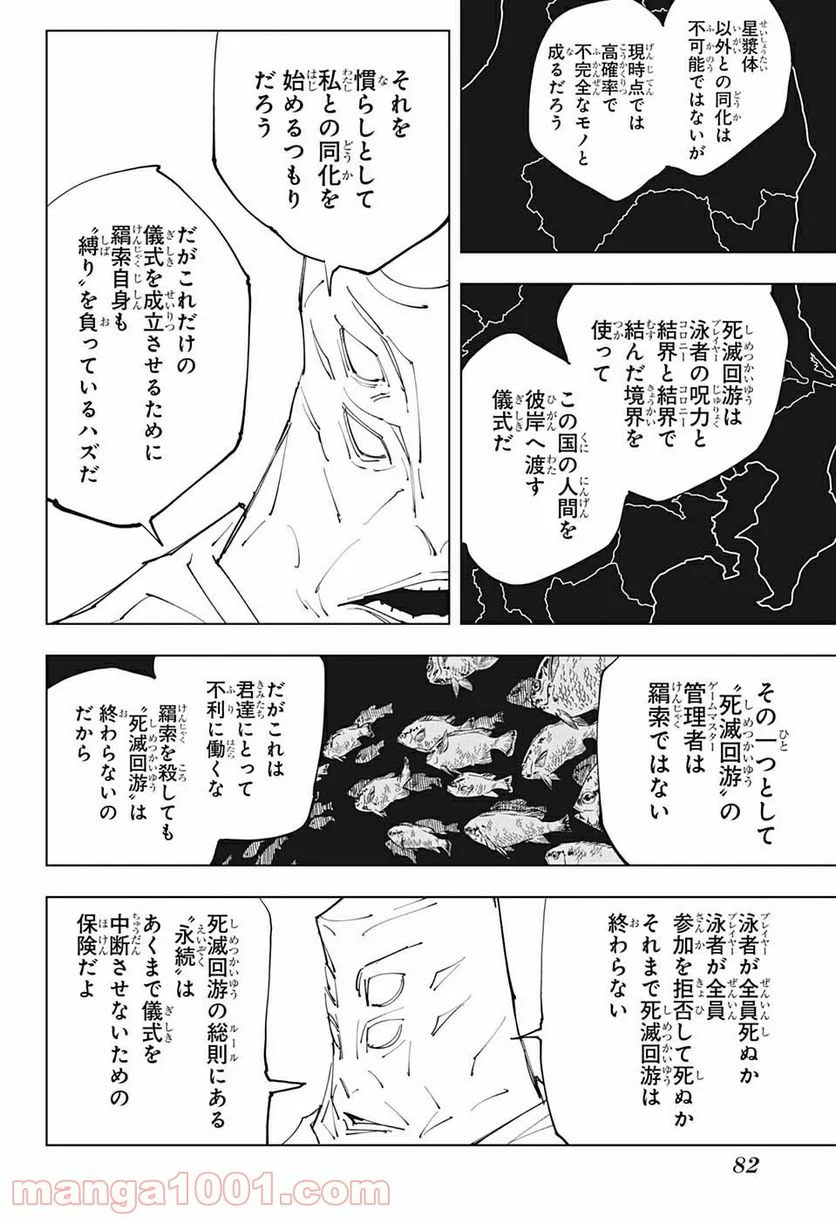 星漿体
以外との同化は
不可能ではないが
現時点では
高確率で
不完全なモノと
成るだろう
死滅回游は
泳者の呪力と
結界と結界で
結んだ境界を
使って
この国の人間を
彼岸へ渡す
儀式だ
それを
慣らしとして
私との同化を
始めるつもり
だろう
だがこれだけの
儀式を成立させるために
羂索自身も
〝縛り〟を負っているハズだ
その一つとして
〝死滅回游〟の
管理者は
羂索ではない
だがこれは
君達にとって
不利に働くな
羂索を殺しても
〝死滅回游〟は
終わらないの
だから
泳者が全員死ぬか
泳者が全員
参加を拒否して死ぬか
それまで死滅回游は
終わらない
死滅回游の総則にある
〝永続〟は
あくまで儀式を
中断させないための
保険だよ
82
manga1001.com